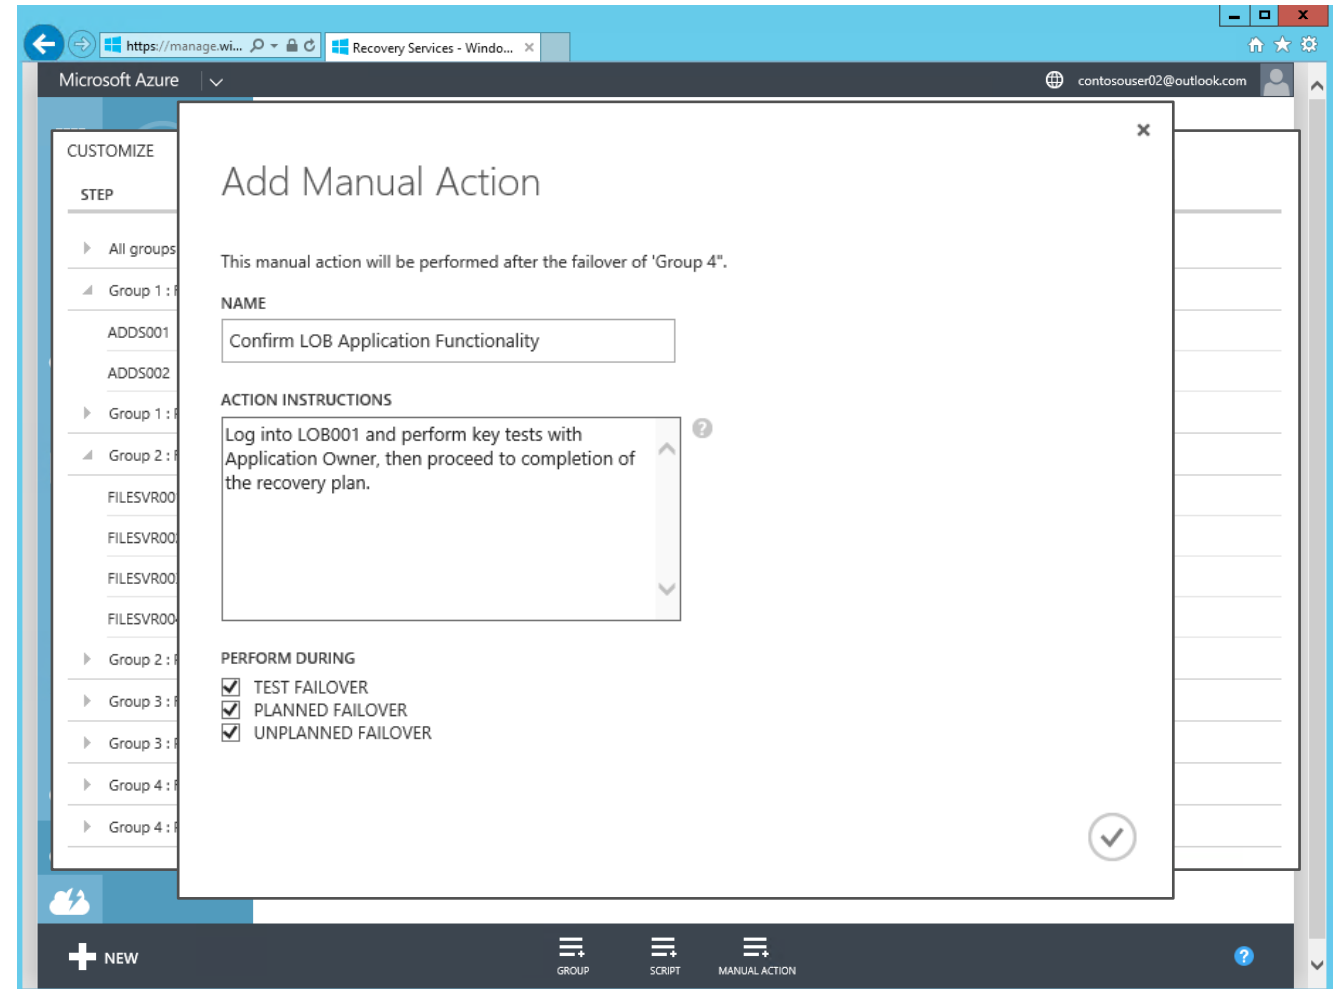 https://manage.wi...
Recovery Services - Windo...
Microsoft Azure
contosouser02@outlook.com
CUSTOMIZE
STEP
All groups
Group 1 :
ADDS001
ADDS002
Group 1 :
Group 2 :
FILESVR00
FILESVR00
FILESVR00
FILESVR00
Group 2 :
Group 3 :
Group 3 :
Group 4 :
Group 4 :
Add Manual Action
This manual action will be performed after the failover of 'Group 4".
NAME
Confirm LOB Application Functionality
ACTION INSTRUCTIONS
Log into LOB001 and perform key tests with
Application Owner, then proceed to completion of
the recovery plan.
PERFORM DURING
TEST FAILOVER
PLANNED FAILOVER
UNPLANNED FAILOVER
NEW
GROUP
SCRIPT
MANUAL ACTION